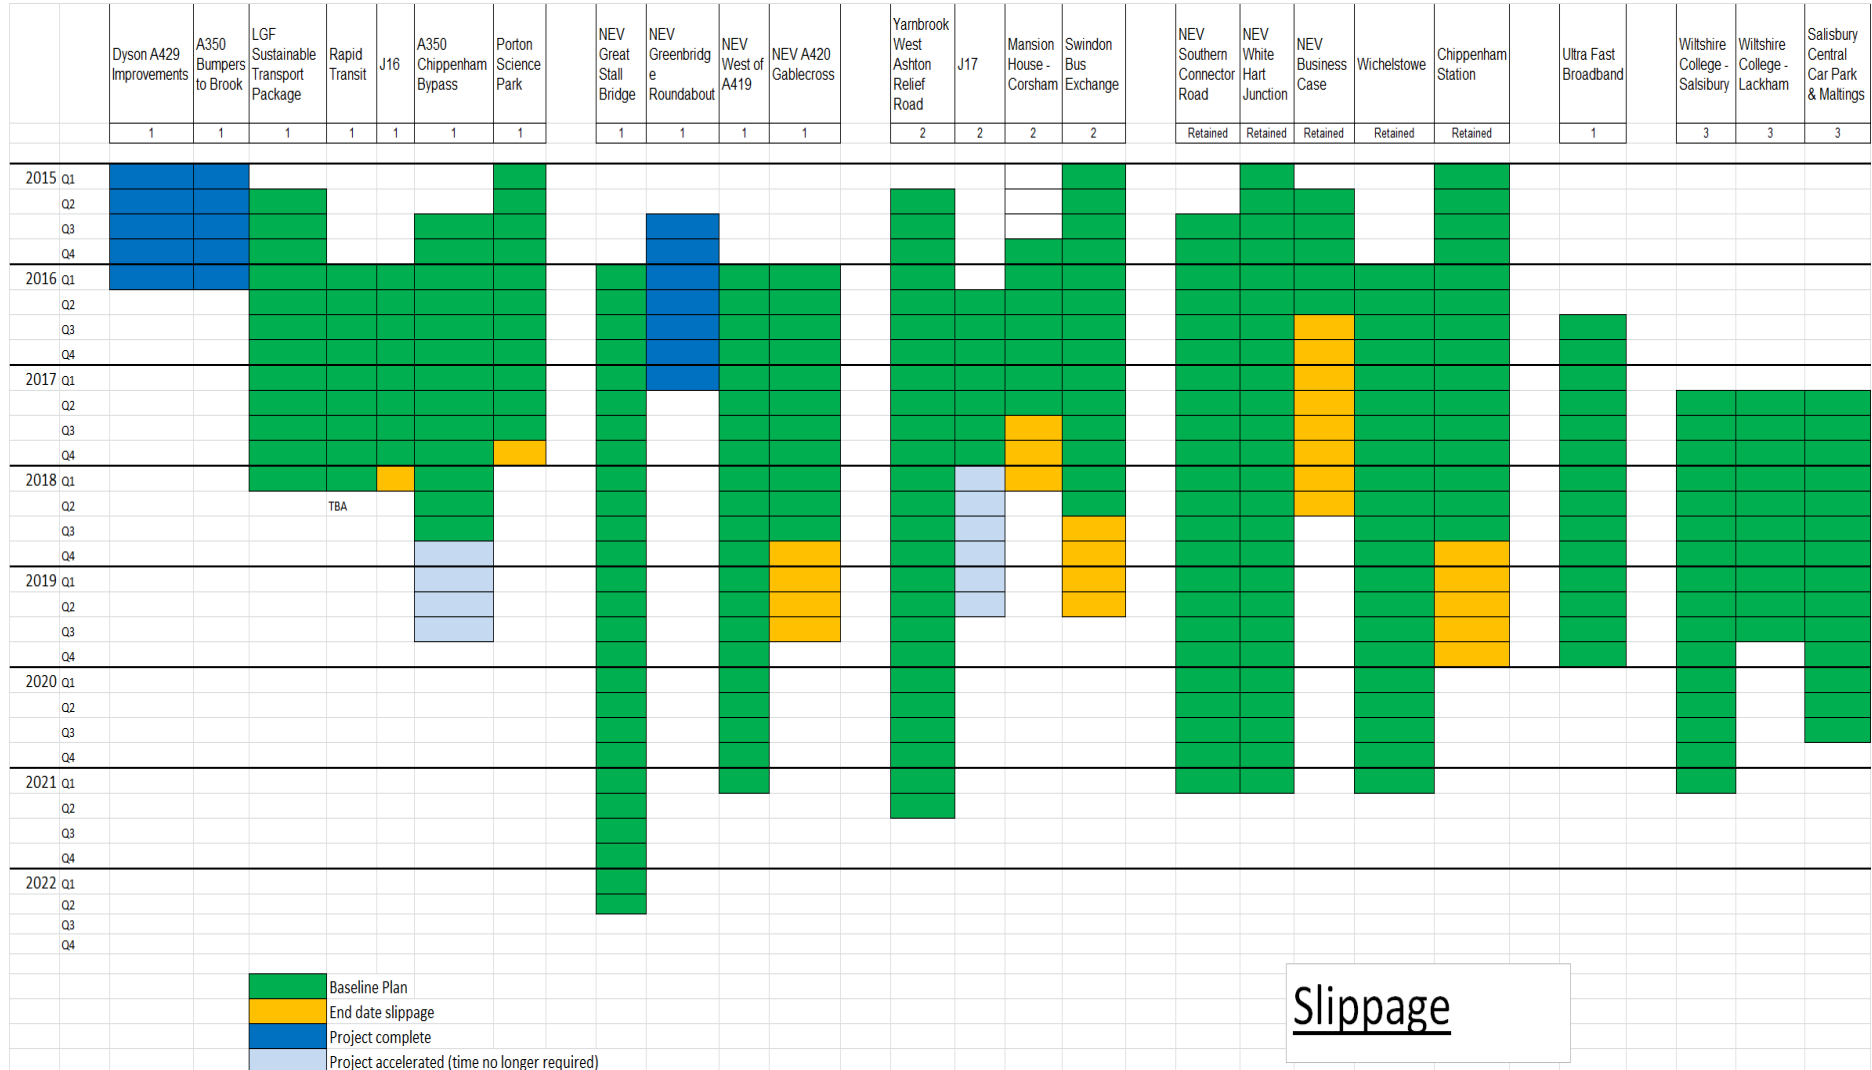 Dyson A429
Improvements
A350
Bumpers
to Brook
LGF
Sustainable
Transport
Package
Rapid
Transit
J16
A350
Chippenham
Bypass
Porton
Science
Park
NEV
Great
Stall
Bridge
NEV
Greenbridg
e
Roundabout
NEV
West of
A419
NEV A420
Gablecross
Yarnbrook
West
Ashton
Relief
Road
J17
Mansion
House -
Corsham
Swindon
Bus
Exchange
NEV
Southern
Connector
Road
NEV
White
Hart
Junction
NEV
Business
Case
Wichelstowe
Chippenham
Station
Ultra Fast
Broadband
Wiltshire
College -
Salsibury
Wiltshire
College -
Lackham
Salisbury
Central
Car Park
& Maltings
1 1 1 1 1 1 1 1 1 1 1 2 2 2 2 Retained Retained Retained Retained Retained 1 3 3 3
2015 Q1
Q2
Q3
Q4
2016 Q1
Q2
Q3
Q4
2017 Q1
Q2
Q3
Q4
2018 Q1
Q2 TBA
Q3
Q4
2019 Q1
Q2
Q3
Q4
2020 Q1
Q2
Q3
Q4
2021 Q1
Q2
Q3
Q4
2022 Q1
Q2
Q3
Q4
Baseline Plan
End date slippage
Project complete
Project accelerated (time no longer required)
Slippage